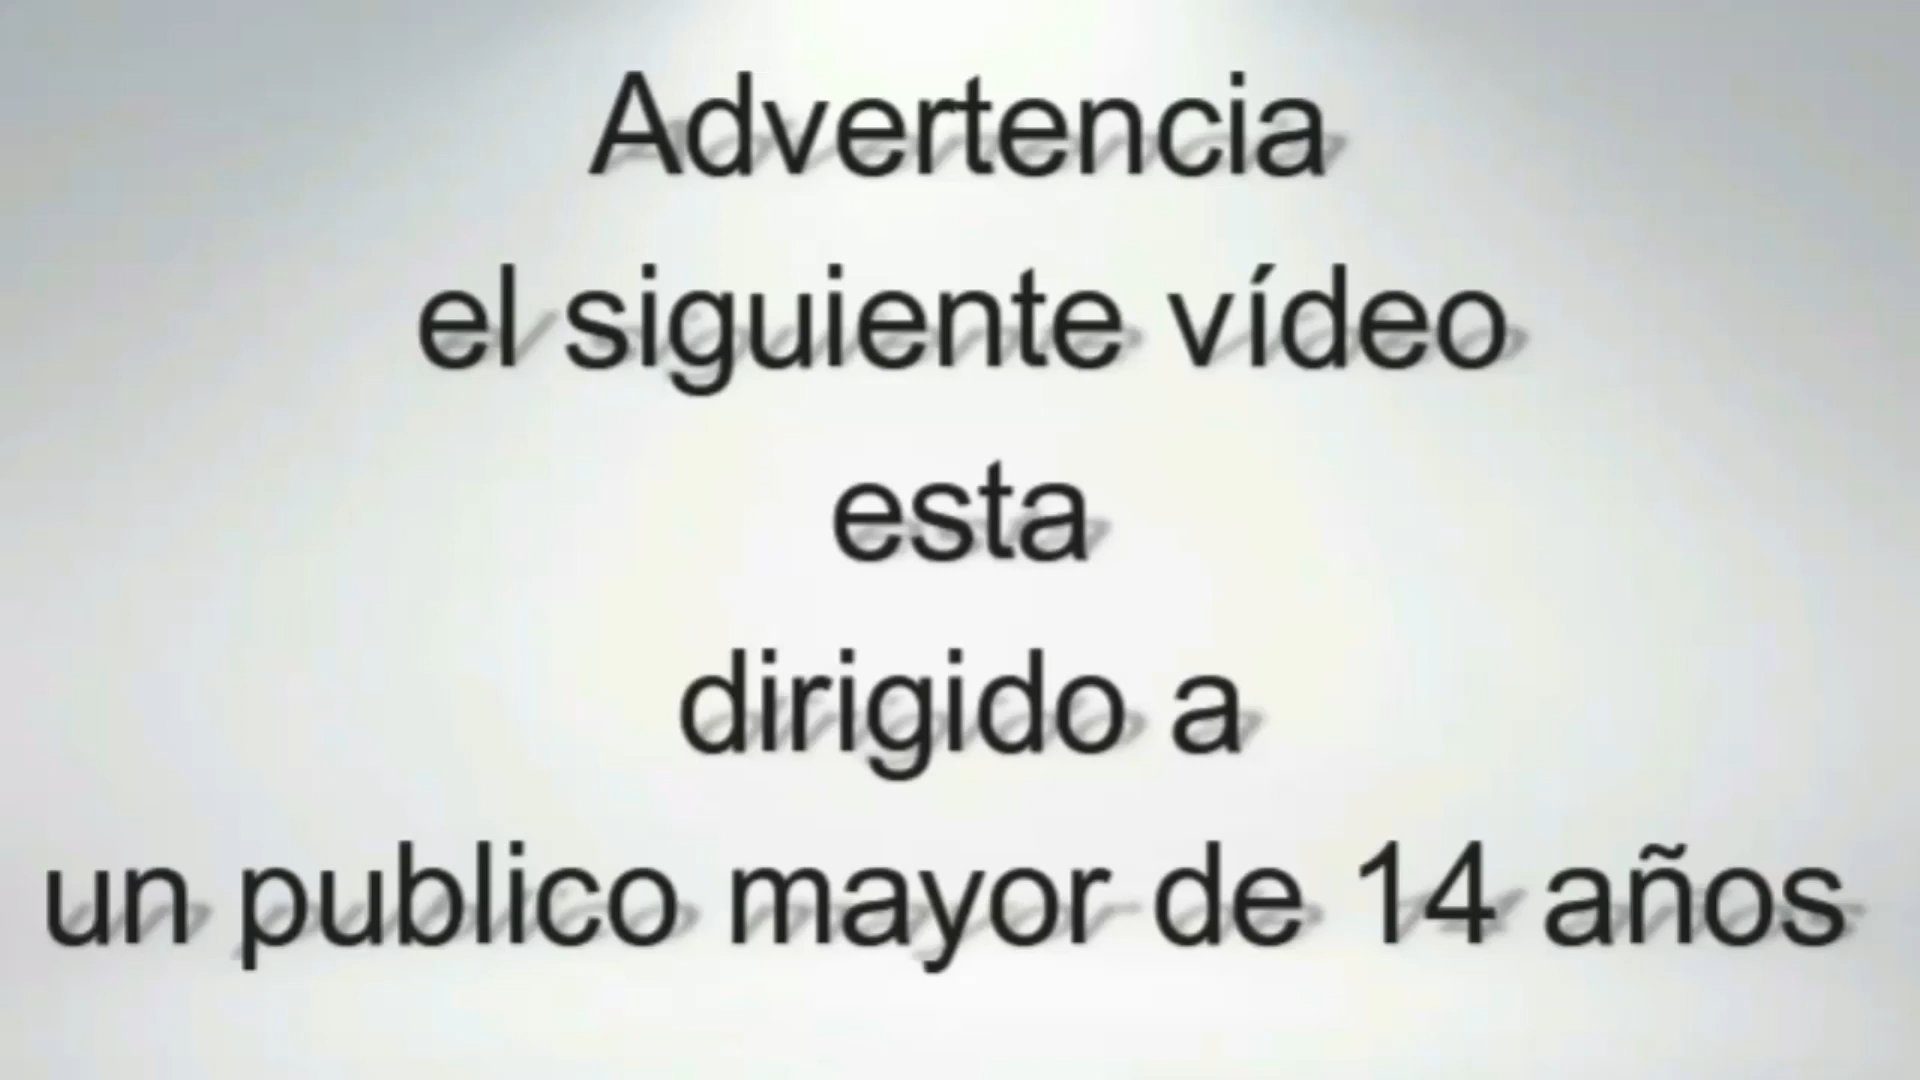 Advertencia
el siguiente vídeo
esta
dirigido a
un publico mayor de 14 años